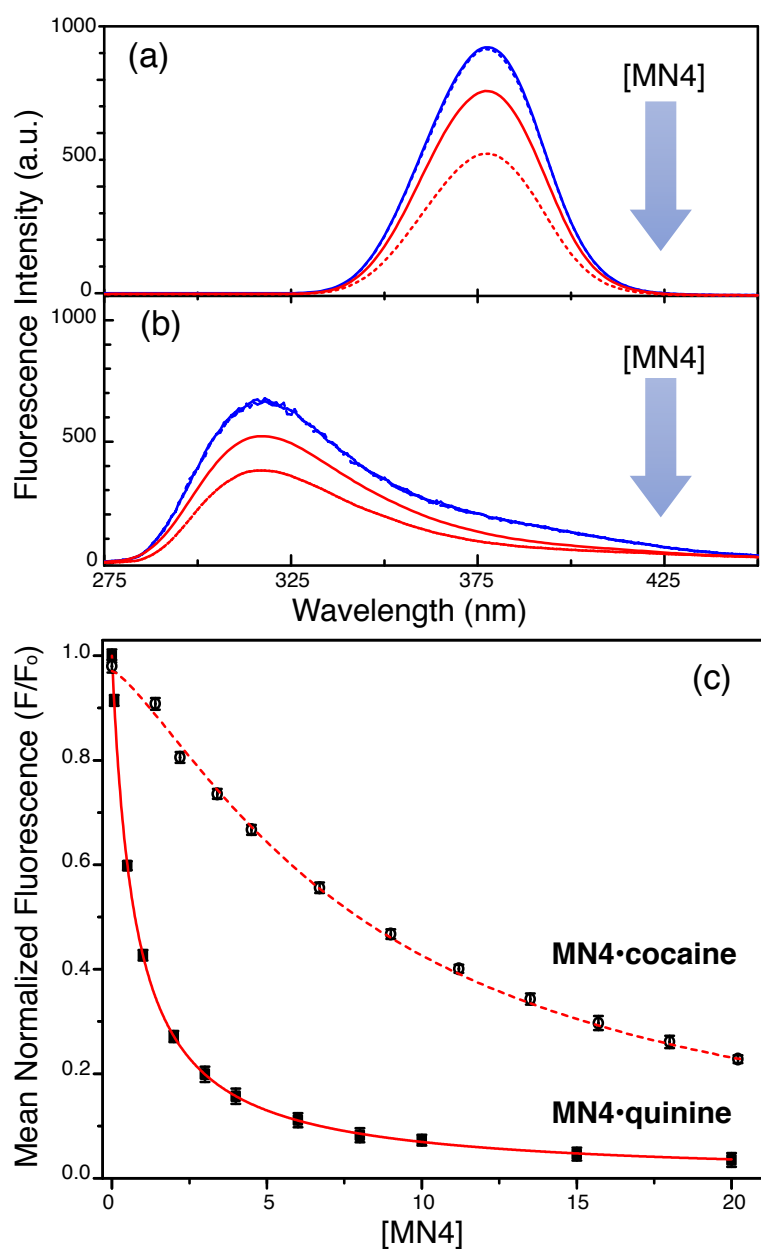 1000
(a)
[MN4]
500
0
Fluorescence Intensity (a.u.)
1000
(b)
[MN4]
500
0
275 325 375 425
Wavelength (nm)
1.0
(c)
0.8
0.6
MN4•cocaine
0.4
0.2
MN4•quinine
0.0
Mean Normalized Fluorescence (F/Fo)
0 5 10 15 20
[MN4]